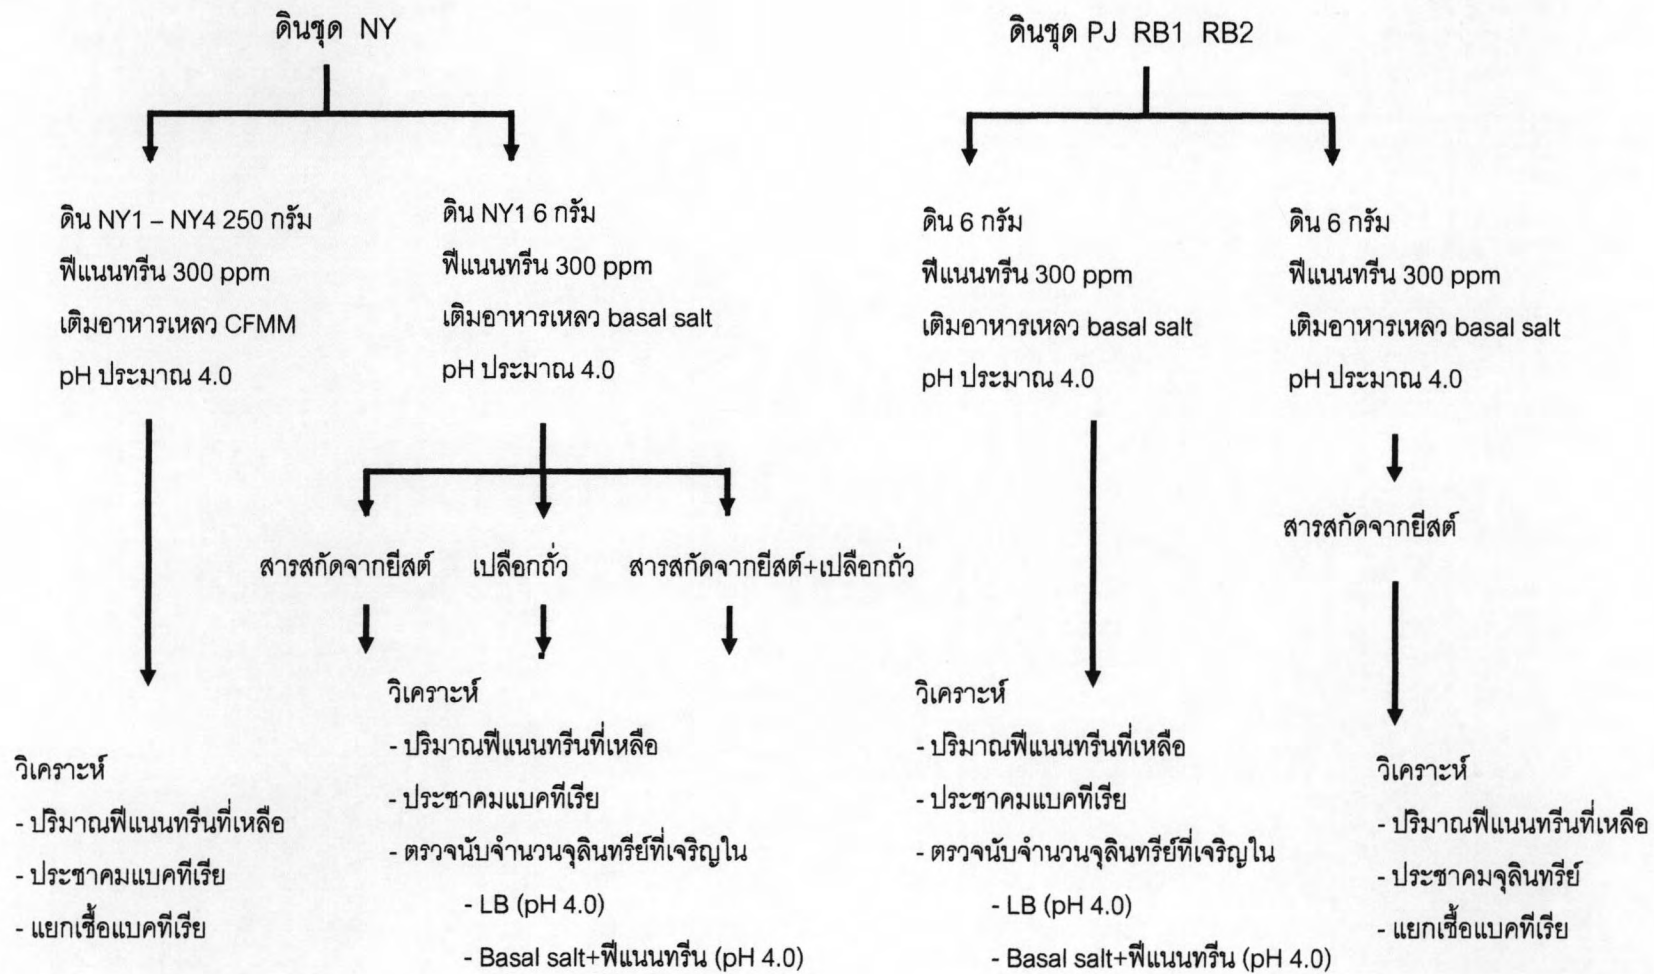 ดินชุด NY
ดิน NY1 – NY4 250 กรัม
ฟีแนนทรีน 300 ppm
เติมอาหารเหลว CFMM
pH ประมาณ 4.0
วิเคราะห์
- ปริมาณฟีแนนทรีนที่เหลือ
- ประชาคมแบคทีเรีย
- แยกเชื้อแบคทีเรีย
ดิน NY1 6 กรัม
ฟีแนนทรีน 300 ppm
เติมอาหารเหลว basal salt
pH ประมาณ 4.0
สารสกัดจากยีสต์
เปลือกถั่ว
สารสกัดจากยีสต์+เปลือกถั่ว
วิเคราะห์
- ปริมาณฟีแนนทรีนที่เหลือ
- ประชาคมแบคทีเรีย
- ตรวจนับจำนวนจุลินทรีย์ที่เจริญใน
- LB (pH 4.0)
- Basal salt+ฟีแนนทรีน (pH 4.0)
ดินชุด PJ RB1 RB2
ดิน 6 กรัม
ฟีแนนทรีน 300 ppm
เติมอาหารเหลว basal salt
pH ประมาณ 4.0
วิเคราะห์
- ปริมาณฟีแนนทรีนที่เหลือ
- ประชาคมแบคทีเรีย
- ตรวจนับจำนวนจุลินทรีย์ที่เจริญใน
- LB (pH 4.0)
- Basal salt+ฟีแนนทรีน (pH 4.0)
ดิน 6 กรัม
ฟีแนนทรีน 300 ppm
เติมอาหารเหลว basal salt
pH ประมาณ 4.0
สารสกัดจากยีสต์
วิเคราะห์
- ปริมาณฟีแนนทรีนที่เหลือ
- ประชาคมจุลินทรีย์
- แยกเชื้อแบคทีเรีย